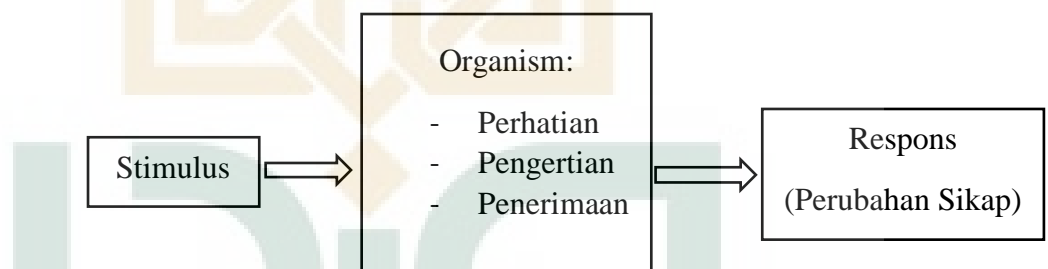 Stimulus
Organism:
- Perhatian
- Pengertian
- Penerimaan
Respons
(Perubahan Sikap)